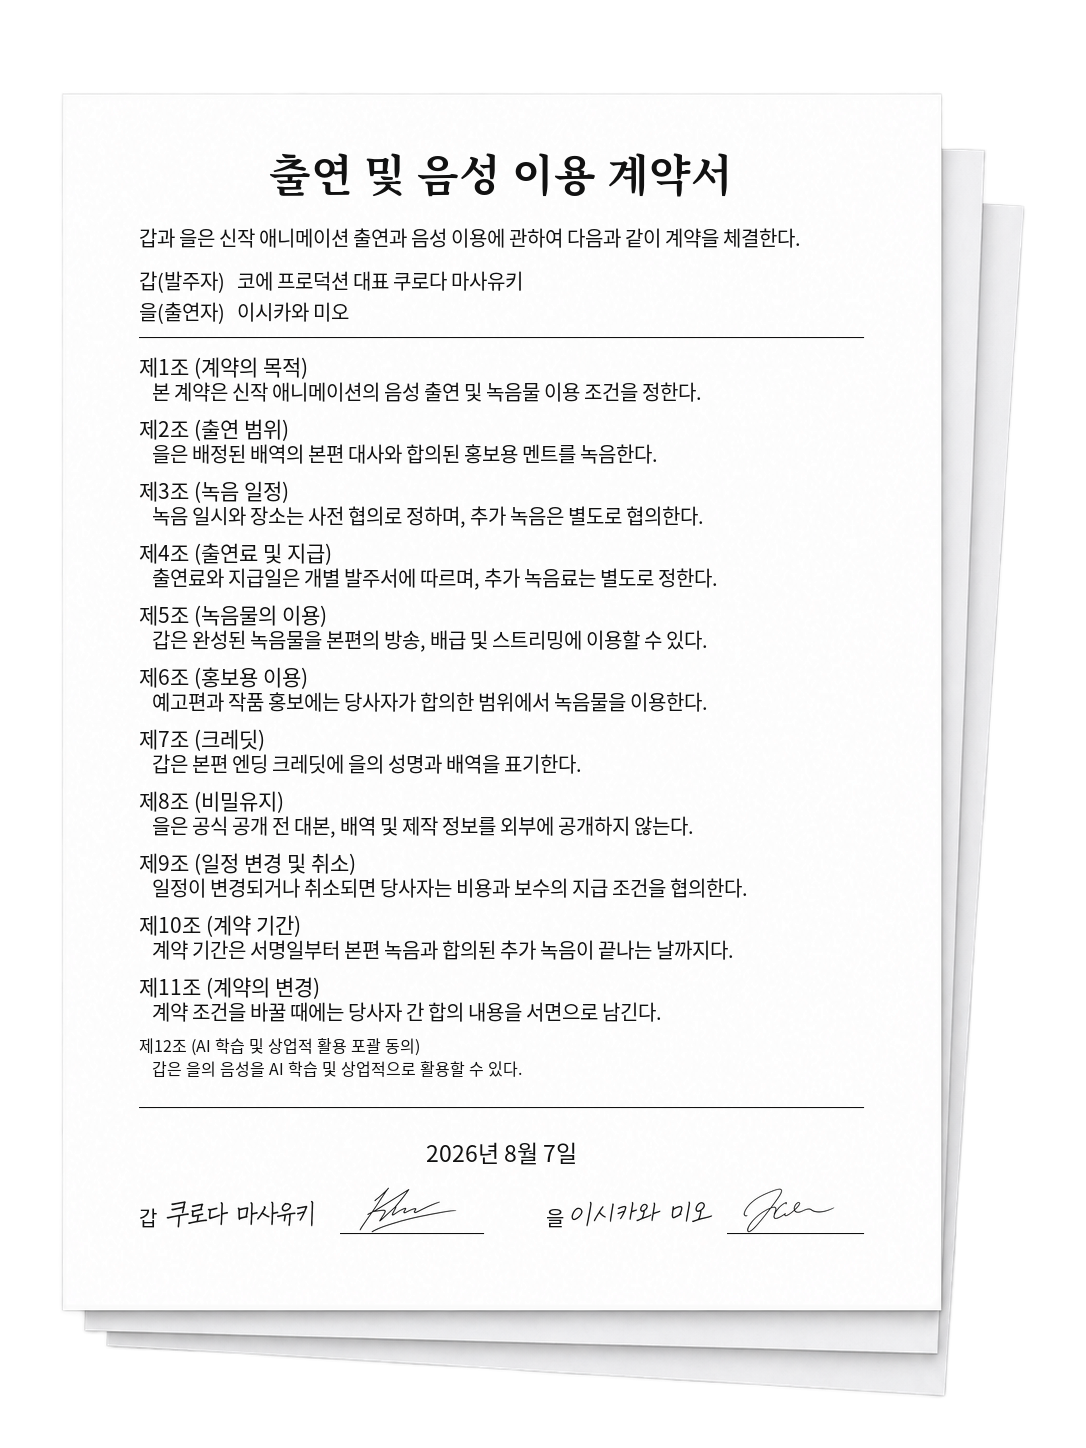 출연 및 음성 이용 계약서
갑과 을은 신작 애니메이션 출연과 음성 이용에 관하여 다음과 같이 계약을 체결한다.
갑(발주자) 코에 프로덕션 대표 쿠로다 마사유키
을(출연자) 이시카와 미오
제1조 (계약의 목적)
본 계약은 신작 애니메이션의 음성 출연 및 녹음물 이용 조건을 정한다.
제2조 (출연 범위)
을은 배정된 배역의 본편 대사와 합의된 홍보용 멘트를 녹음한다.
제3조 (녹음 일정)
녹음 일시와 장소는 사전 협의로 정하며, 추가 녹음은 별도로 협의한다.
제4조 (출연료 및 지급)
출연료와 지급일은 개별 발주서에 따르며, 추가 녹음료는 별도로 정한다.
제5조 (녹음물의 이용)
갑은 완성된 녹음물을 본편의 방송, 배급 및 스트리밍에 이용할 수 있다.
제6조 (홍보용 이용)
예고편과 작품 홍보에는 당사자가 합의한 범위에서 녹음물을 이용한다.
제7조 (크레딧)
갑은 본편 엔딩 크레딧에 을의 성명과 배역을 표기한다.
제8조 (비밀유지)
을은 공식 공개 전 대본, 배역 및 제작 정보를 외부에 공개하지 않는다.
제9조 (일정 변경 및 취소)
일정이 변경되거나 취소되면 당사자는 비용과 보수의 지급 조건을 협의한다.
제10조 (계약 기간)
계약 기간은 서명일부터 본편 녹음과 합의된 추가 녹음이 끝나는 날까지다.
제11조 (계약의 변경)
계약 조건을 바꿀 때에는 당사자 간 합의 내용을 서면으로 남긴다.
제12조 (AI 학습 및 상업적 활용 포괄 동의)
갑은 을의 음성을 AI 학습 및 상업적으로 활용할 수 있다.
2026년 8월 7일
갑 쿠로다 마사유키 을 이시카와 미오